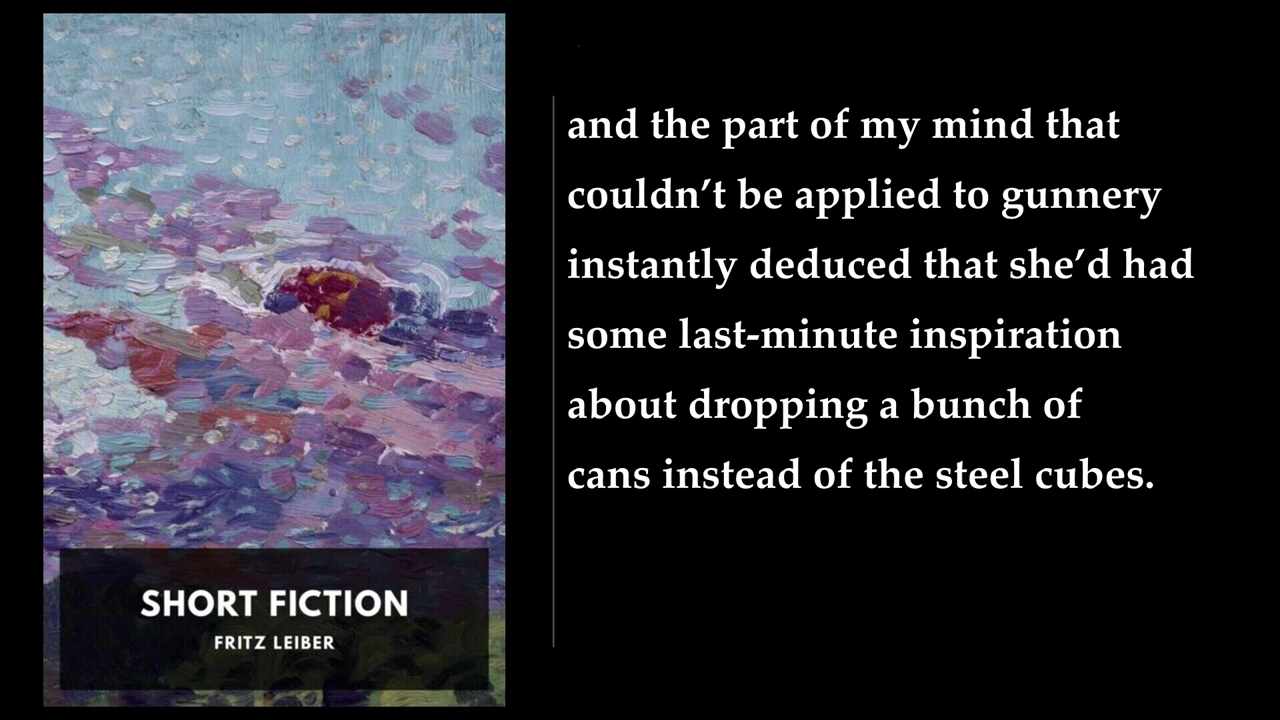 and the part of my mind that
couldn’t be applied to gunnery
instantly deduced that she’d had
some last-minute inspiration
about dropping a bunch of
cans instead of the steel cubes.
SHORT FICTION
FRITZ LEIBER